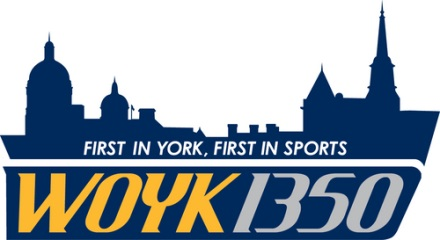 FIRST IN YORK, FIRST IN SPORTS
WOYK 1350